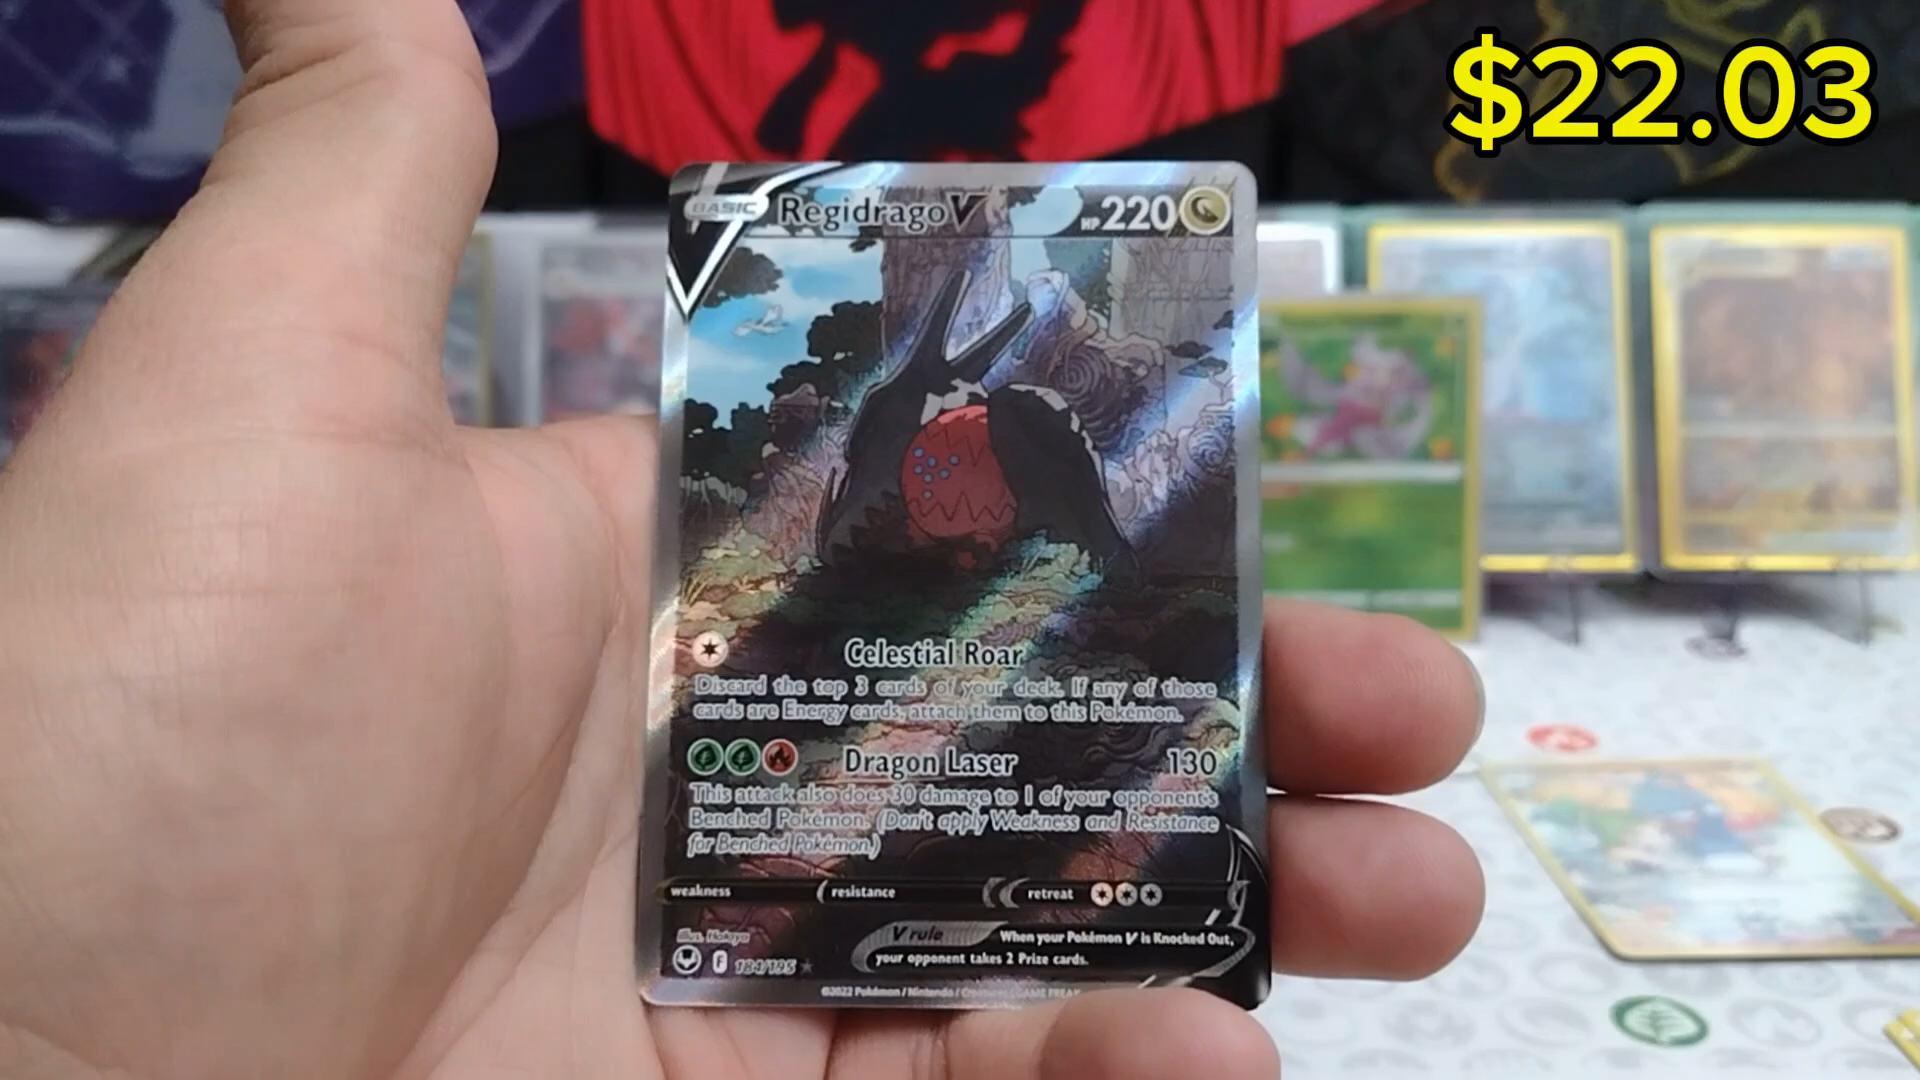 $22.03
BASIC Regidrago V HP 220
Celestial Roar
Discard the top 3 cards of your deck. If any of those
cards are Energy cards, attach them to this Pokémon.
Dragon Laser 130
This attack also does 30 damage to 1 of your opponent's
Benched Pokémon. (Don't apply Weakness and Resistance
for Benched Pokémon.)
weakness resistance retreat
V rule When your Pokémon V is Knocked Out,
your opponent takes 2 Prize cards.
Illus. Hataya
F 184/195
©2022 Pokémon / Nintendo / Creatures / GAME FREAK